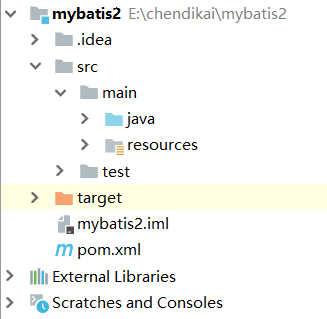 mybatis2 E:\chendikai\mybatis2
.idea
src
main
java
resources
test
target
mybatis2.iml
pom.xml
External Libraries
Scratches and Consoles